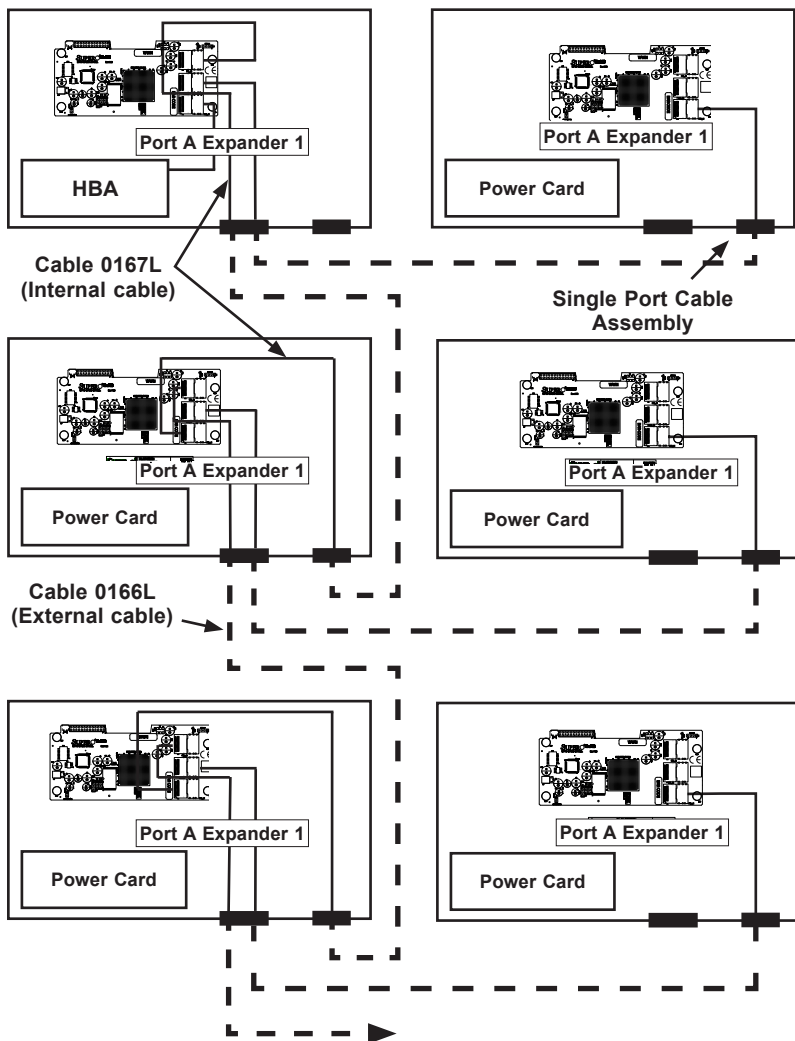 Port A Expander 1
HBA
Port A Expander 1
Power Card
Cable 0167L
(Internal cable)
Single Port Cable
Assembly
Port A Expander 1
Power Card
Port A Expander 1
Power Card
Cable 0166L
(External cable)
Port A Expander 1
Power Card
Port A Expander 1
Power Card